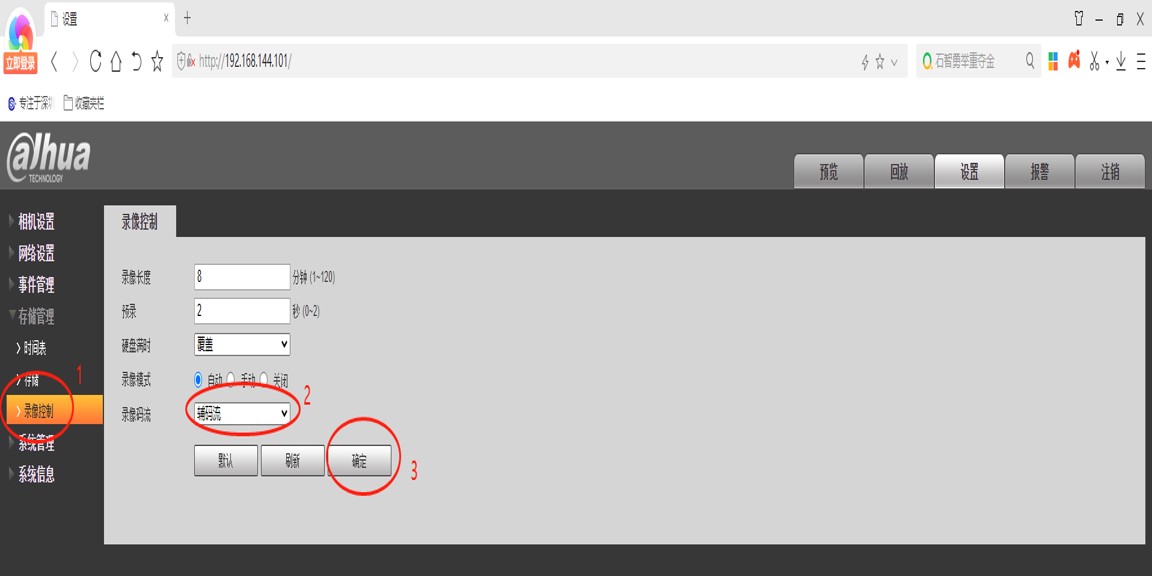 设置
立即登录
http://192.168.144.101/
石智勇举重夺金
专注于深圳
收藏夹栏
alhua
TECHNOLOGY
预览
回放
设置
报警
注销
相机设置
网络设置
事件管理
存储管理
时间表
存储
1
录像控制
系统管理
系统信息
录像控制
录像长度
8
分钟 (1~120)
预录
2
秒 (0~2)
硬盘满时
覆盖
录像模式
自动
手动
关闭
录像码流
辅码流
2
默认
刷新
确定
3